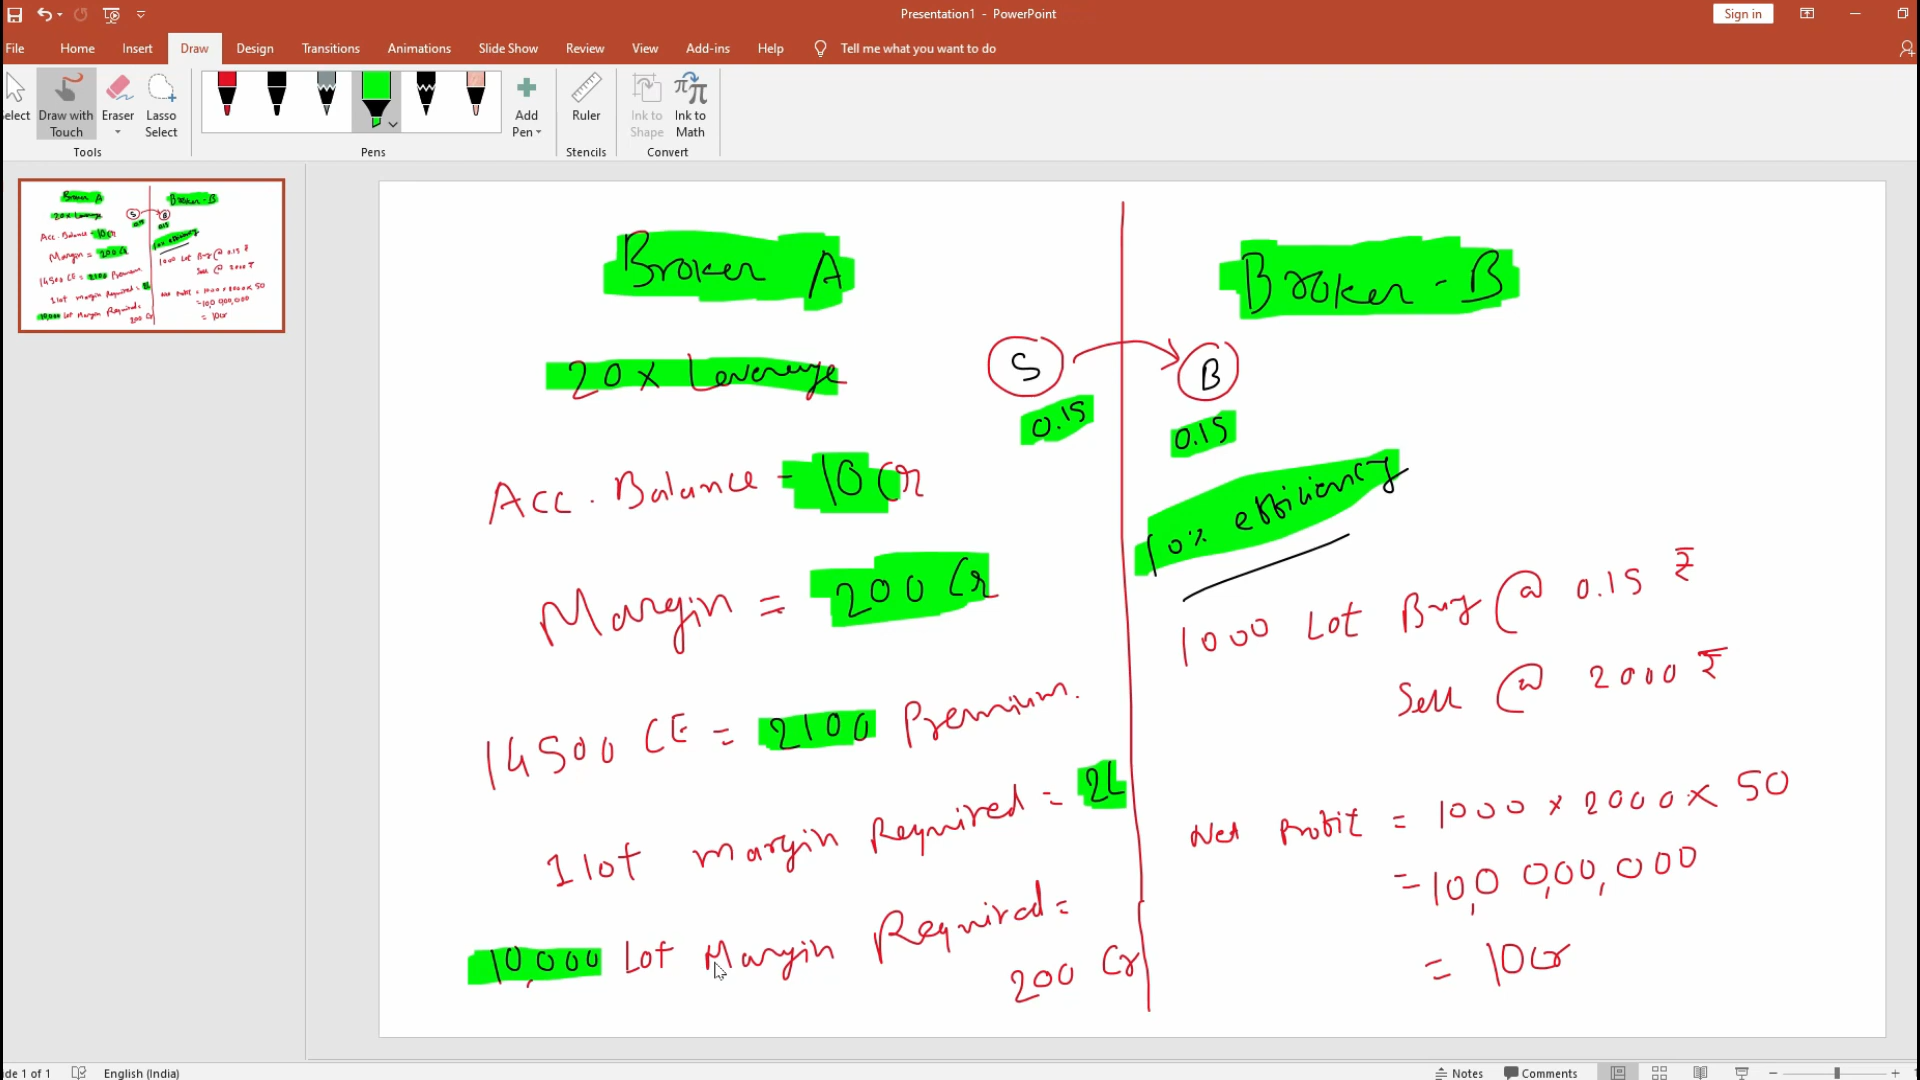 Presentation1 - PowerPoint
Sign in
File Home Insert Draw Design Transitions Animations Slide Show Review View Add-ins Help Tell me what you want to do
Draw with Touch
Eraser
Lasso Select
Add Pen
Ruler
Ink to Shape
Ink to Math
Tools
Pens
Stencils
Convert
Broker A
20 x Leverage
Acc. Balance - 10 Cr
Margin = 200 Cr
14500 CE = 2100 Premium.
1 lot margin Required = 2L
10,000 Lot Margin Required =
200 Cr
S
B
0.15
0.15
Broker - B
10% efficiency
1000 Lot Buy @ 0.15 ₹
Sell @ 2000 ₹
Net Profit = 1000 x 2000 x 50
= 10,0 0,00,000
= 10cr
de 1 of 1
English (India)
Notes
Comments